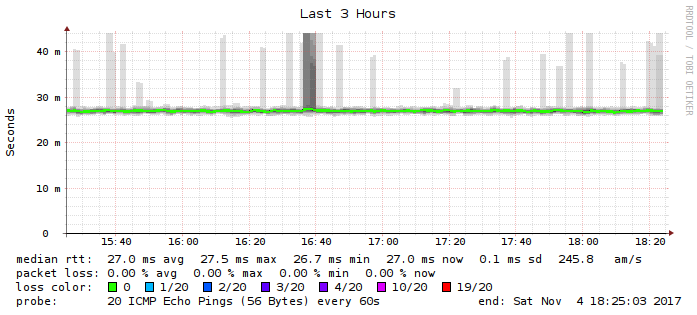 Last 3 Hours
RRDTOOL / TOBI OETIKER
Seconds
40 m
30 m
20 m
10 m
0
15:40 16:00 16:20 16:40 17:00 17:20 17:40 18:00 18:20
median rtt: 27.0 ms avg 27.5 ms max 26.7 ms min 27.0 ms now 0.1 ms sd 245.8 am/s
packet loss: 0.00 % avg 0.00 % max 0.00 % min 0.00 % now
loss color: 0 1/20 2/20 3/20 4/20 10/20 19/20
probe: 20 ICMP Echo Pings (56 Bytes) every 60s end: Sat Nov 4 18:25:03 2017